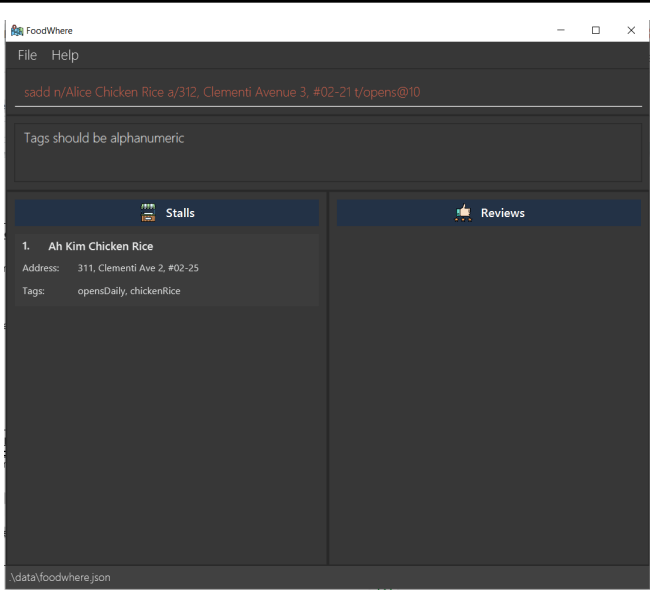 FoodWhere
File Help
sadd n/Alice Chicken Rice a/312, Clementi Avenue 3, #02-21 t/opens@10
Tags should be alphanumeric
Stalls
Reviews
1. Ah Kim Chicken Rice
Address: 311, Clementi Ave 2, #02-25
Tags: opensDaily, chickenRice
.\data\foodwhere.json